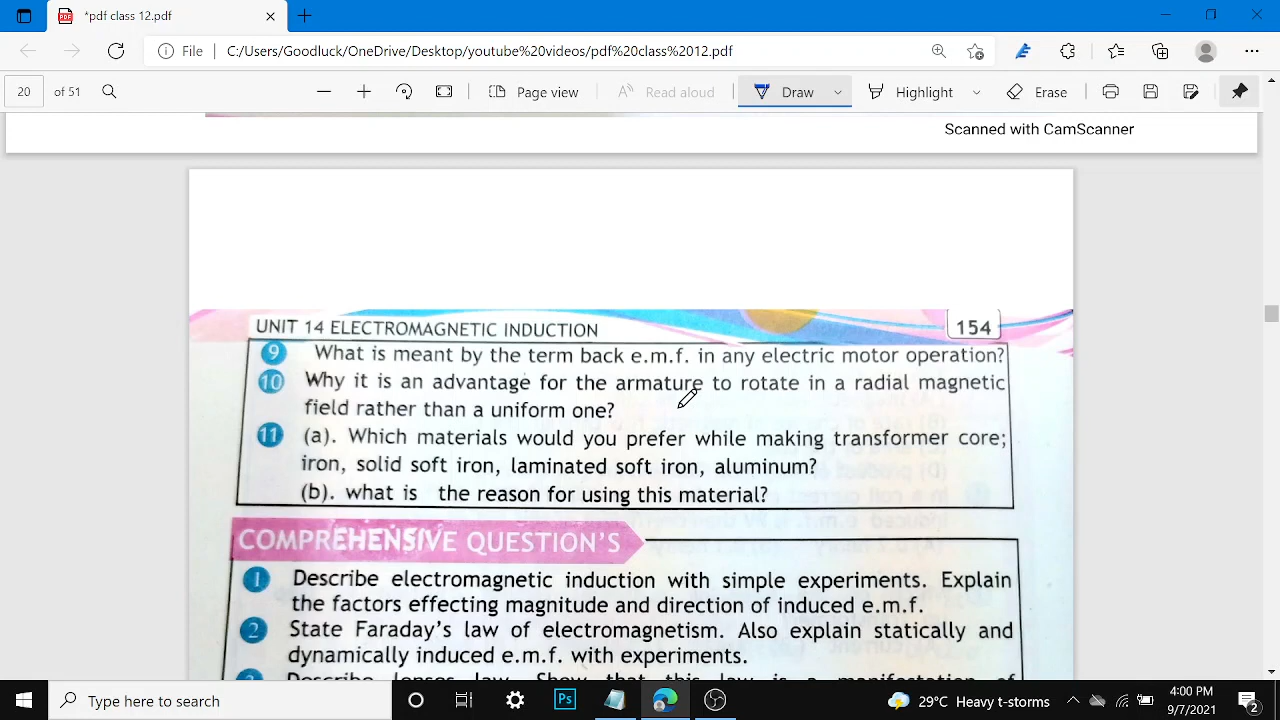 *pdf class 12.pdf
File
C:/Users/Goodluck/OneDrive/Desktop/youtube%20videos/pdf%20class%2012.pdf
20 of 51
Page view
Read aloud
Draw
Highlight
Erase
Scanned with CamScanner
UNIT 14 ELECTROMAGNETIC INDUCTION
154
9 What is meant by the term back e.m.f. in any electric motor operation?
10 Why it is an advantage for the armature to rotate in a radial magnetic
field rather than a uniform one?
11 (a). Which materials would you prefer while making transformer core;
iron, solid soft iron, laminated soft iron, aluminum?
(b). what is the reason for using this material?
COMPREHENSIVE QUESTION'S
1 Describe electromagnetic induction with simple experiments. Explain
the factors effecting magnitude and direction of induced e.m.f.
2 State Faraday's law of electromagnetism. Also explain statically and
dynamically induced e.m.f. with experiments.
Type here to search
Ps
29°C Heavy t-storms
4:00 PM
9/7/2021
2